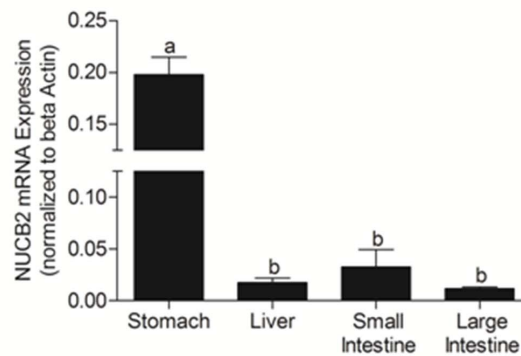 NUCB2 mRNA Expression
(normalized to beta Actin)
0.25
0.20
0.15
0.10
0.05
0.00
a
b
b
b
Stomach
Liver
Small
Intestine
Large
Intestine